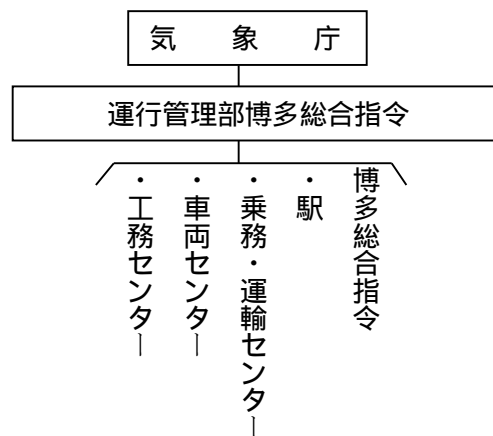 気象庁
運行管理部博多総合指令
博多総合指令
・駅
・乗務・運輸センター
・車両センター
・工務センター